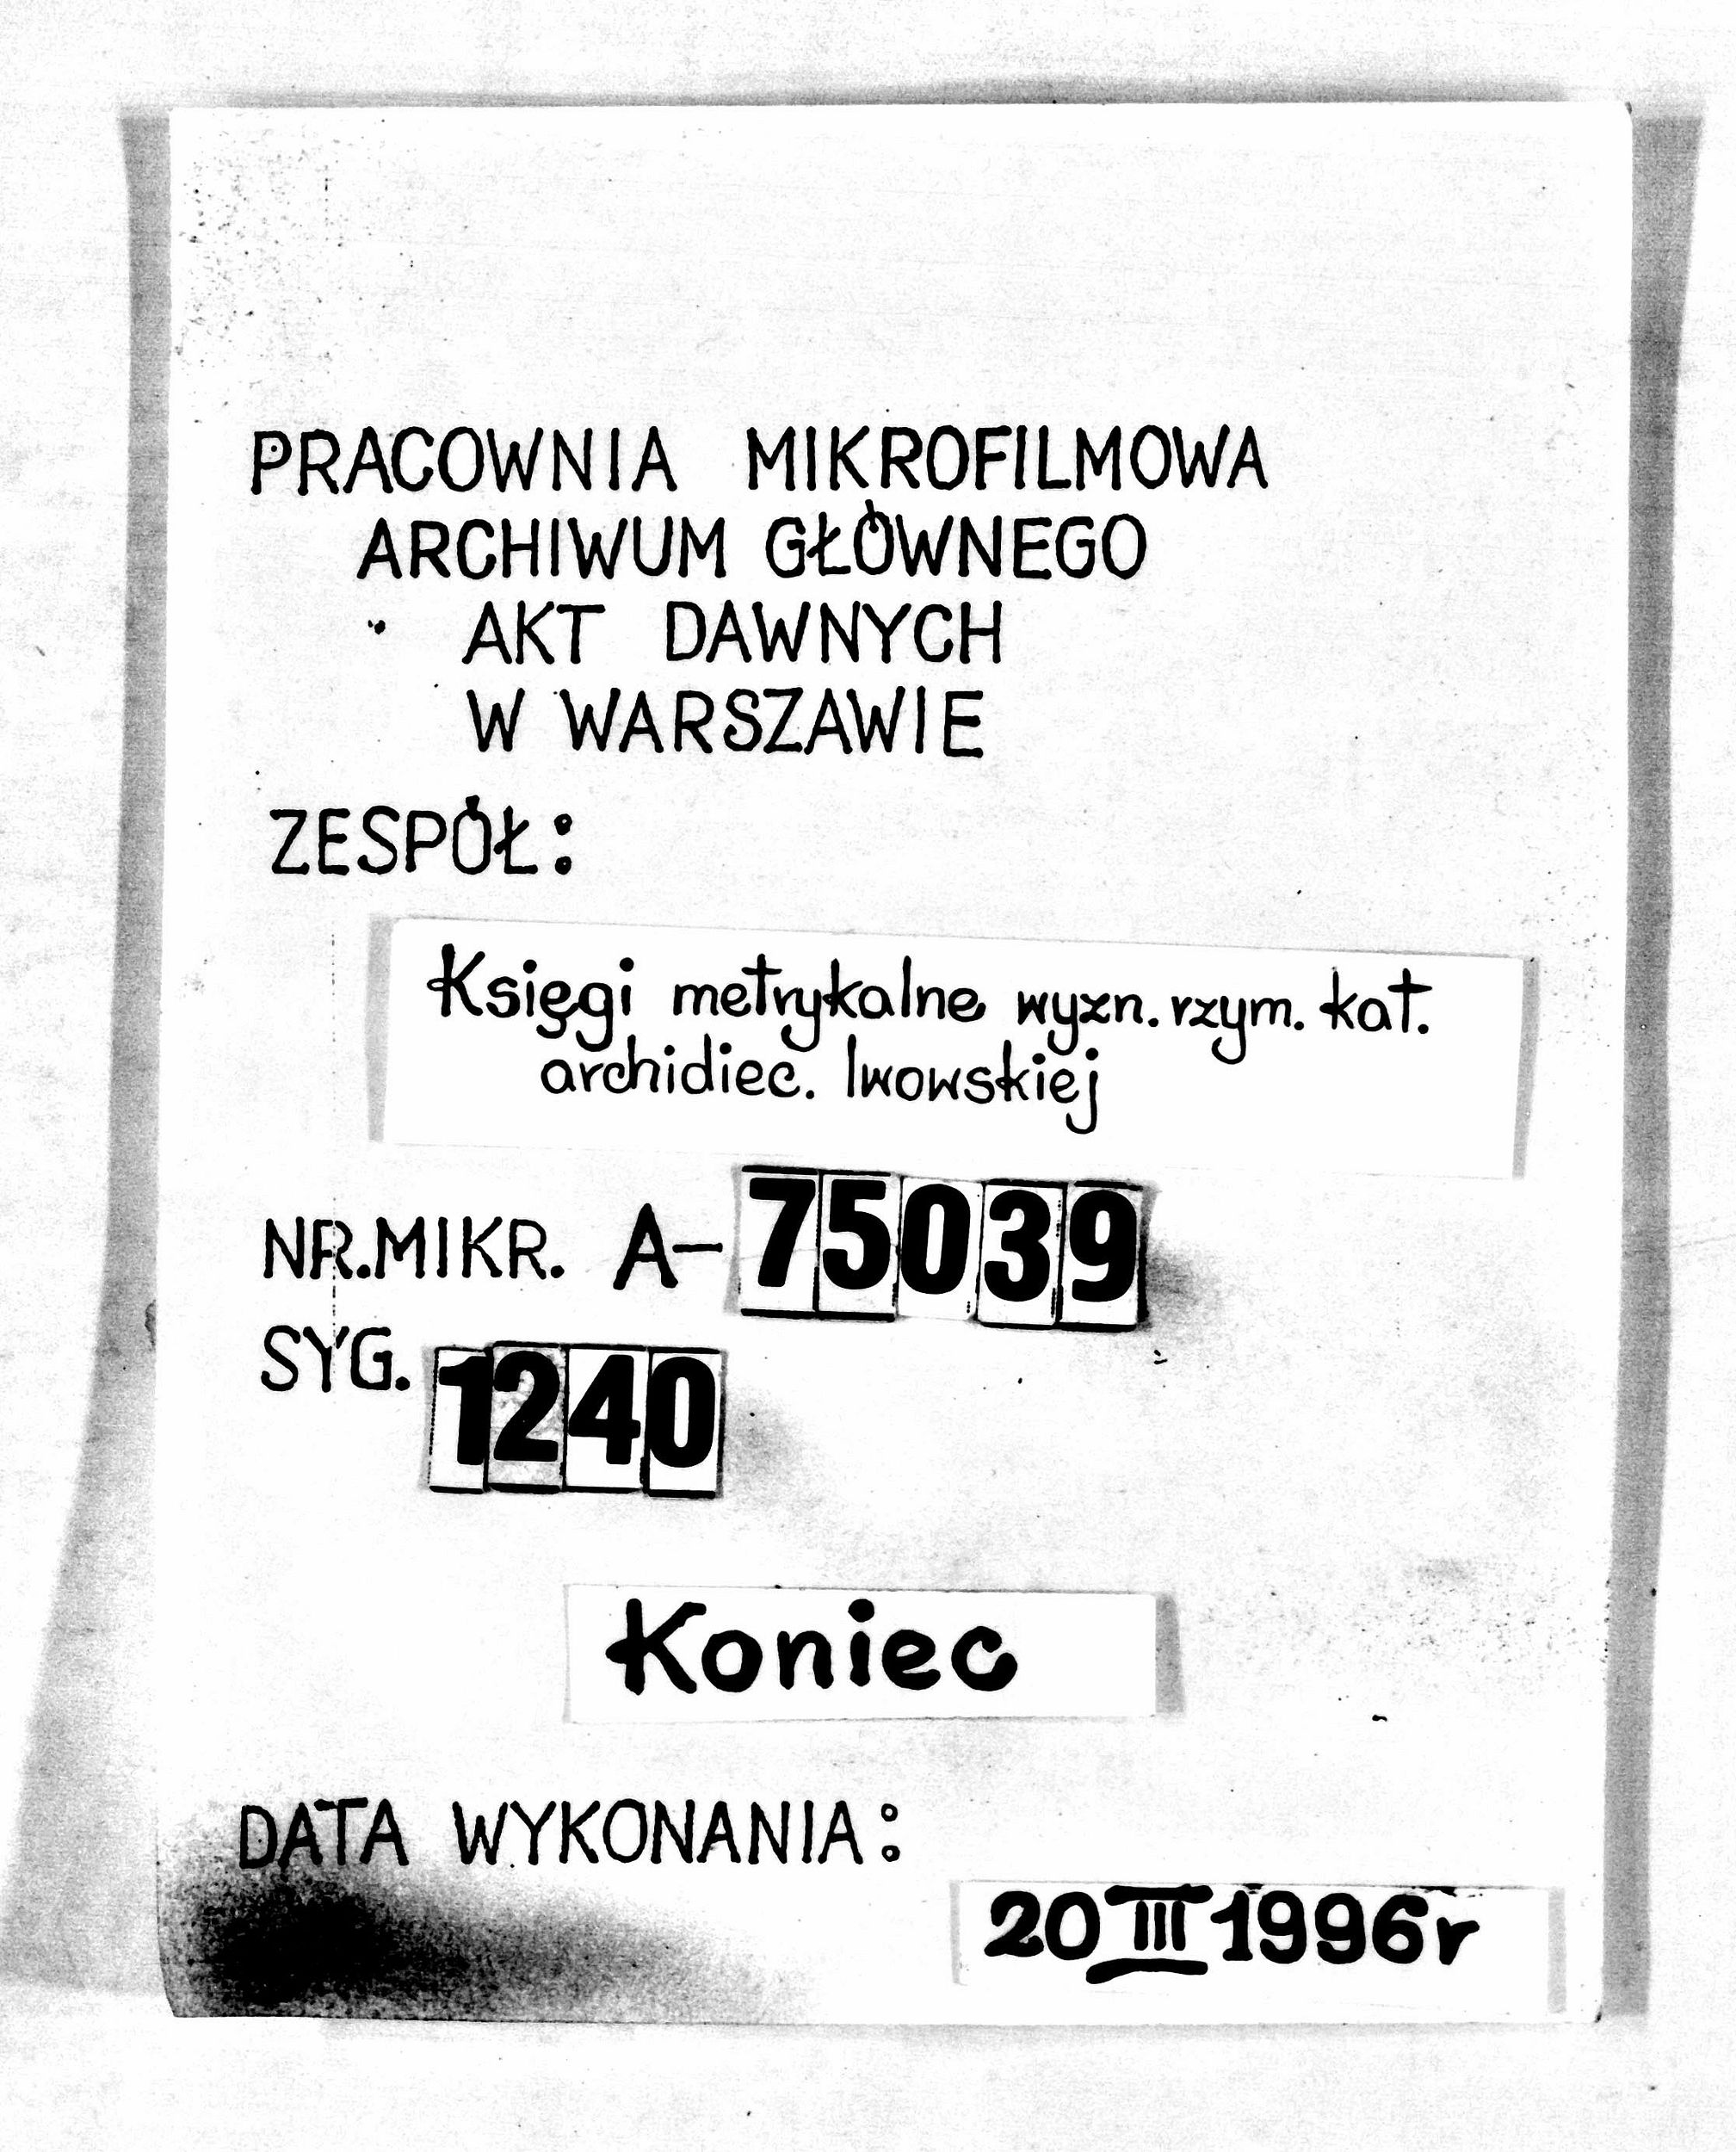 PRACOWNIA MIKROFILMOWA
ARCHIWUM GŁÓWNEGO
AKT DAWNYCH
W WARSZAWIE
ZESPÓŁ:
Księgi metrykalne wyzn. rzym. kat.
archidiec. lwowskiej
NR. MIKR. A-75039
SYG. 1240
Koniec
DATA WYKONANIA:
20 III 1996r